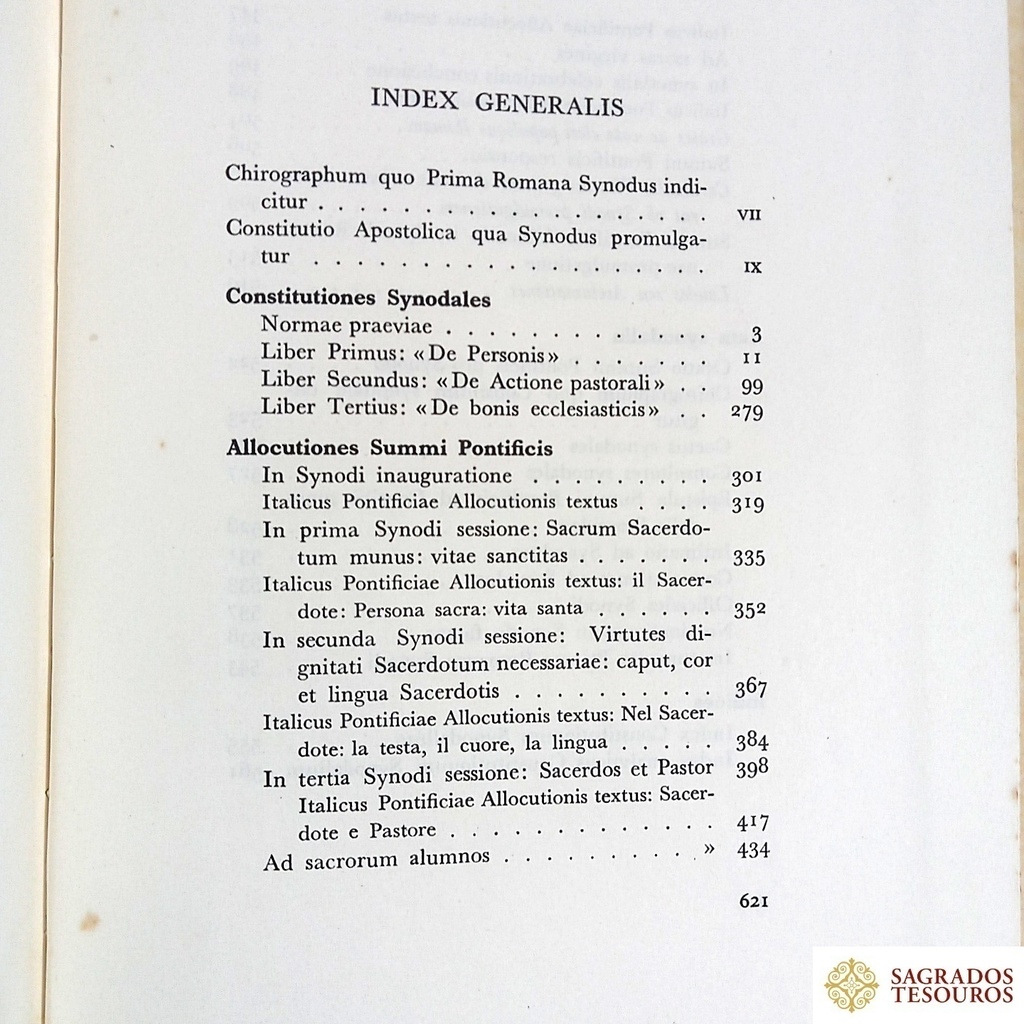 INDEX GENERALIS
Chirographum quo Prima Romana Synodus indi-
citur . . . . . . . . . . . . . . . . . . VII
Constitutio Apostolica qua Synodus promulga-
tur . . . . . . . . . . . . . . . . . . IX
Constitutiones Synodales
Normae praeviae . . . . . . . . . . . . . 3
Liber Primus: «De Personis» . . . . . . . 11
Liber Secundus: «De Actione pastorali» . . 99
Liber Tertius: «De bonis ecclesiasticis» . . 279
Allocutiones Summi Pontificis
In Synodi inauguratione . . . . . . . . . 301
Italicus Pontificiae Allocutionis textus . . . . 319
In prima Synodi sessione: Sacrum Sacerdo-
tum munus: vitae sanctitas . . . . . . . 335
Italicus Pontificiae Allocutionis textus: il Sacer-
dote: Persona sacra: vita santa . . . . . . 352
In secunda Synodi sessione: Virtutes di-
gnitati Sacerdotum necessariae: caput, cor
et lingua Sacerdotis . . . . . . . . . . 367
Italicus Pontificiae Allocutionis textus: Nel Sacer-
dote: la testa, il cuore, la lingua . . . . . 384
In tertia Synodi sessione: Sacerdos et Pastor 398
Italicus Pontificiae Allocutionis textus: Sacer-
dote e Pastore . . . . . . . . . . . . . 417
Ad sacrorum alumnos . . . . . . . . . . » 434
621
SAGRADOS
TESOUROS